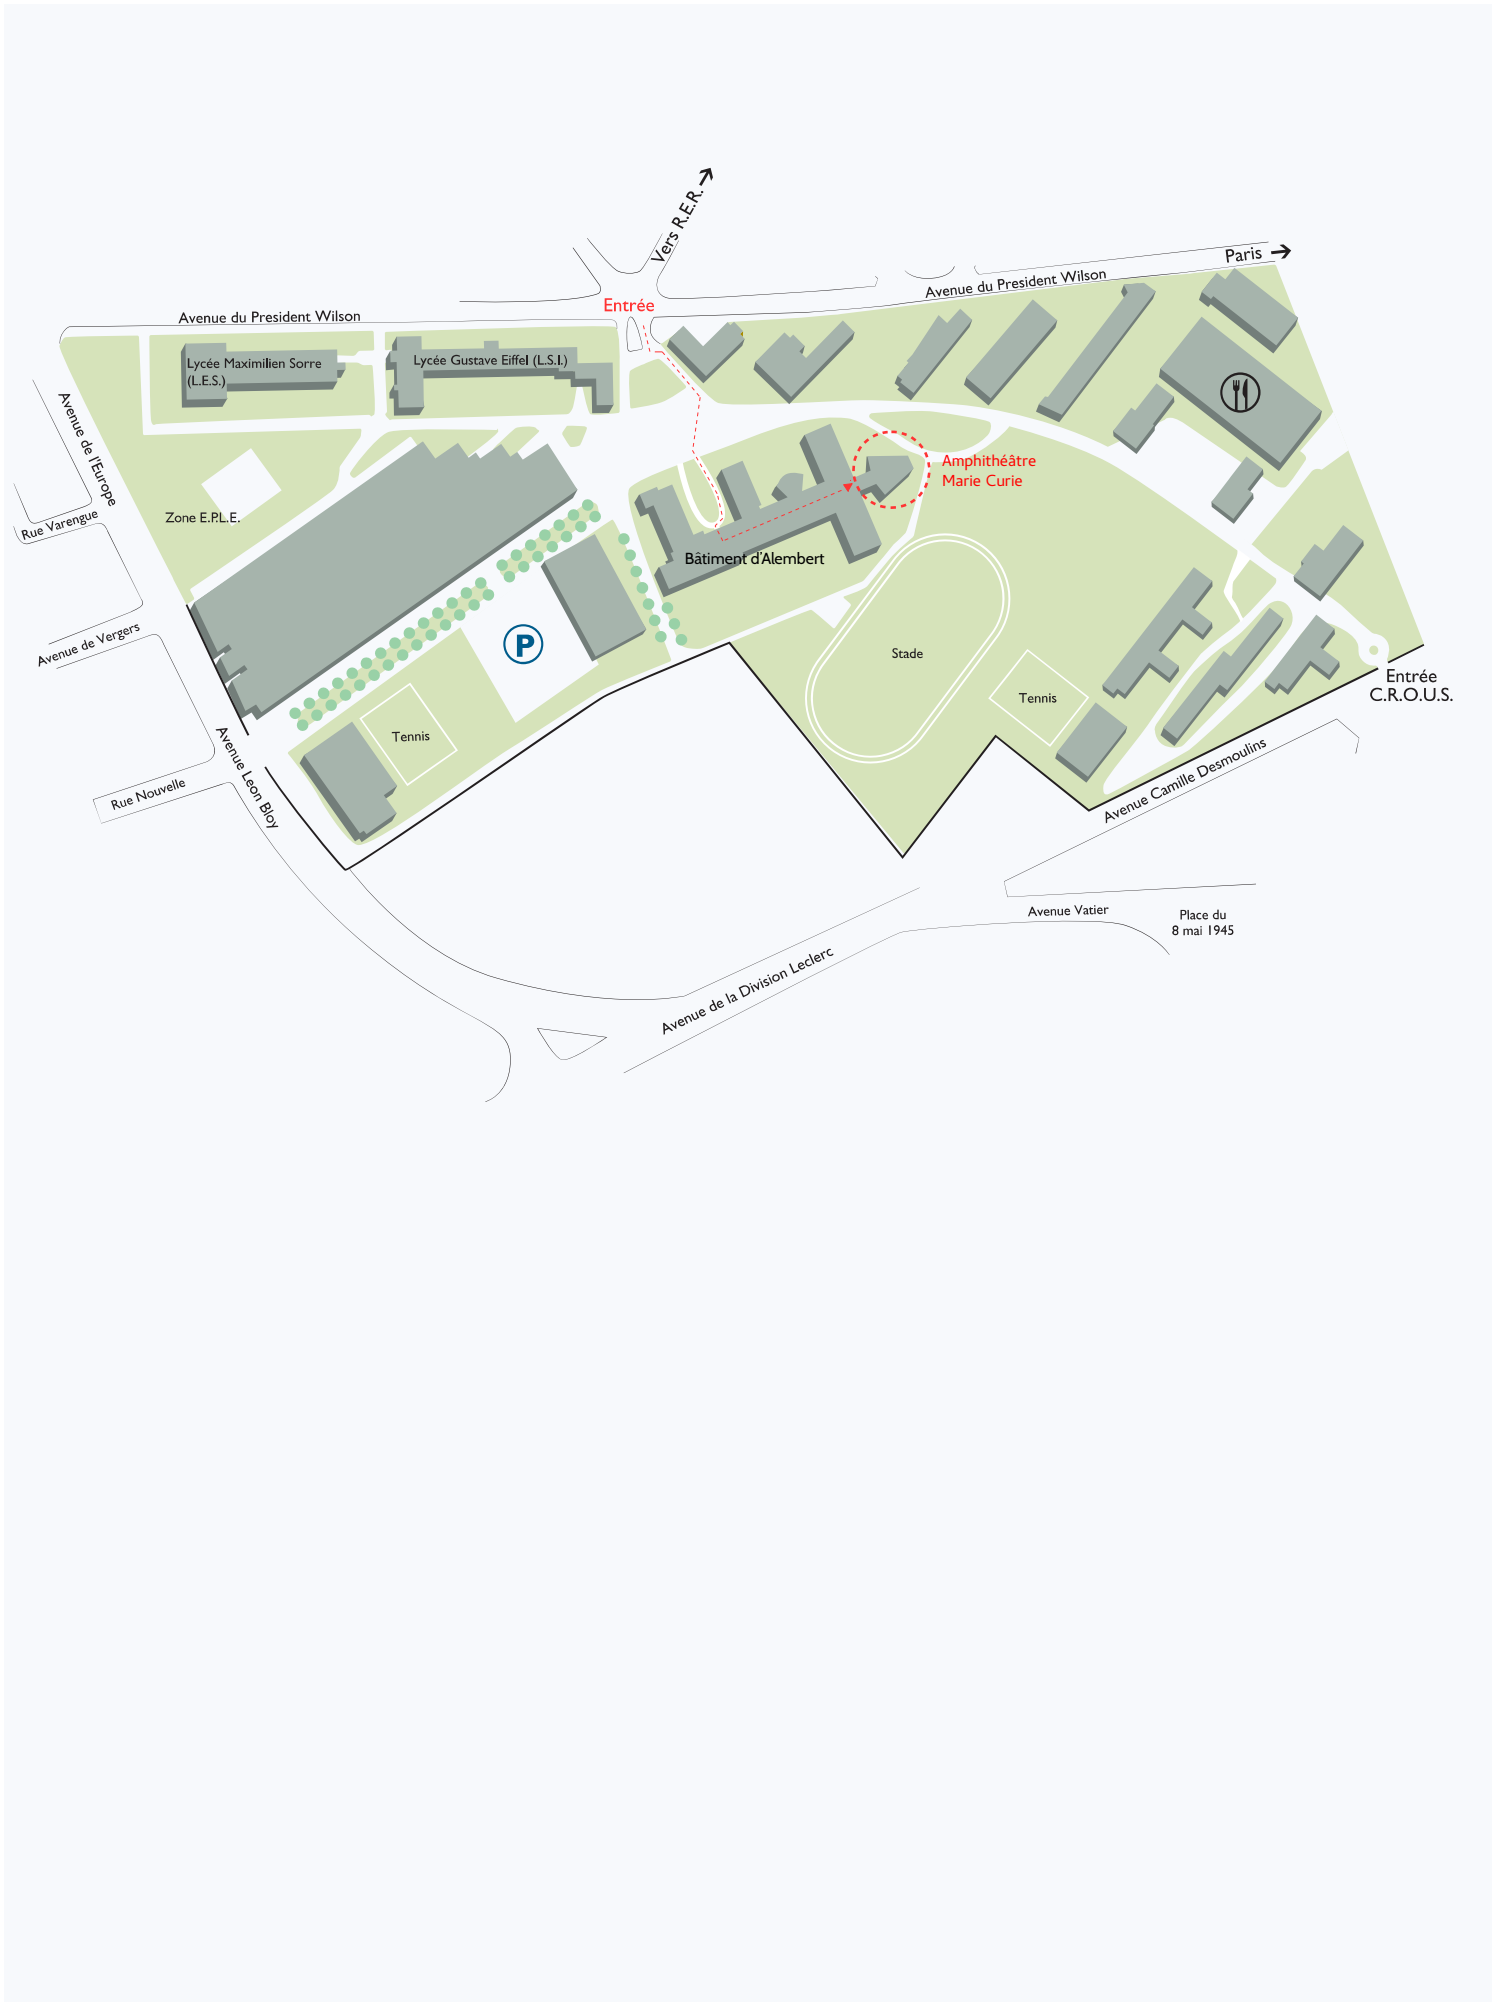 Vers R.E.R.
Paris
Avenue du President Wilson
Entrée
Avenue du President Wilson
Lycée Maximilien Sorre
(L.E.S.)
Lycée Gustave Eiffel (L.S.I.)
Avenue de l'Europe
Amphithéâtre
Marie Curie
Zone E.P.L.E.
Rue Varengue
Bâtiment d'Alembert
Avenue de Vergers
P
Stade
Entrée
C.R.O.U.S.
Tennis
Tennis
Avenue Leon Bloy
Rue Nouvelle
Avenue Camille Desmoulins
Avenue Vatier
Place du
8 mai 1945
Avenue de la Division Leclerc